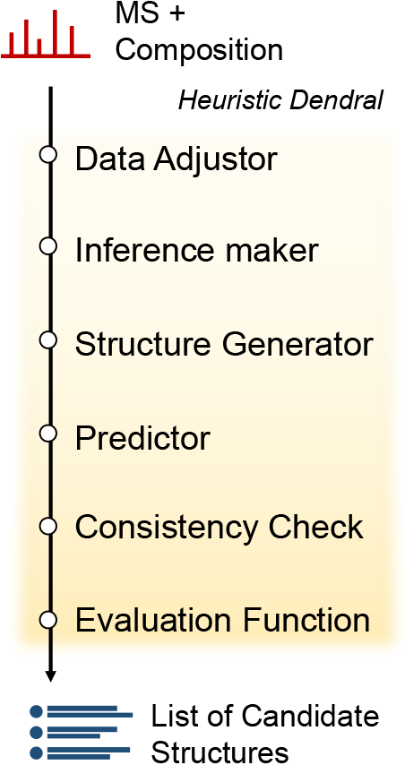 MS +
Composition
Heuristic Dendral
Data Adjustor
Inference maker
Structure Generator
Predictor
Consistency Check
Evaluation Function
List of Candidate
Structures